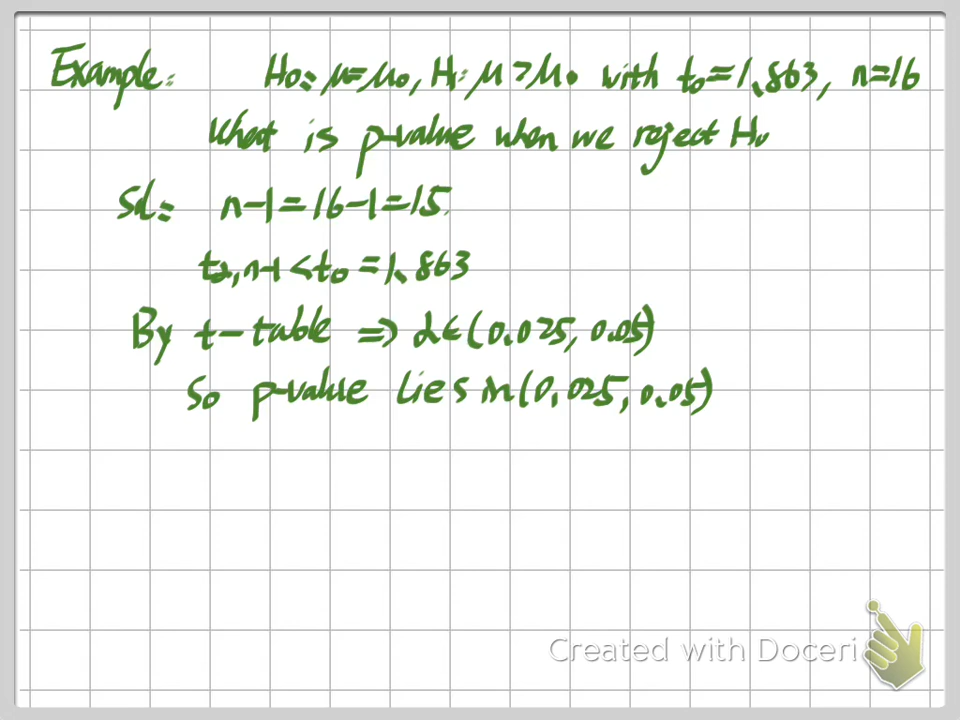 Example: H0: μ=μ0, H1: μ>μ0 with t0=1.863, n=16
What is p-value when we reject H0
Sol: n-1=16-1=15.
tα,n-1<t0=1.863
By t-table ⇒ α∈(0.025, 0.05)
So p-value lies in (0.025, 0.05)
Created with Doceri